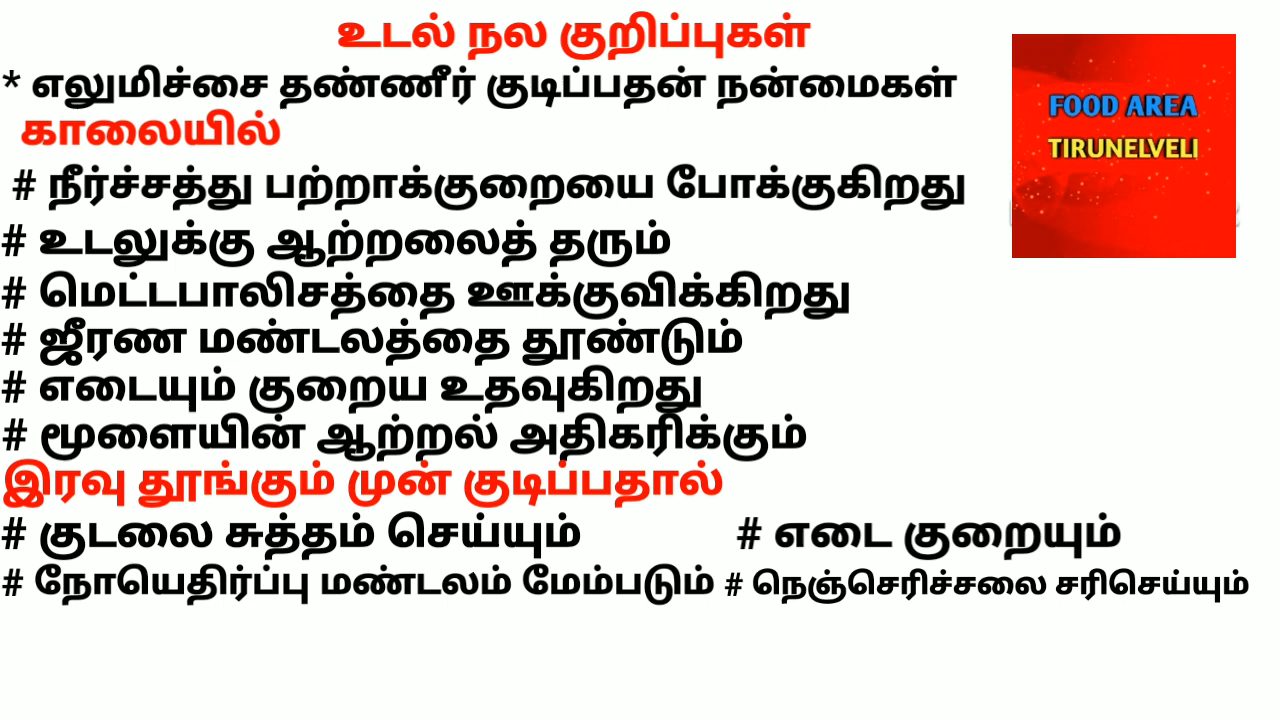 உடல் நல குறிப்புகள்
* எலுமிச்சை தண்ணீர் குடிப்பதன் நன்மைகள்
FOOD AREA
TIRUNELVELI
காலையில்
# நீர்ச்சத்து பற்றாக்குறையை போக்குகிறது
# உடலுக்கு ஆற்றலைத் தரும்
# மெட்டபாலிசத்தை ஊக்குவிக்கிறது
# ஜீரண மண்டலத்தை தூண்டும்
# எடையும் குறைய உதவுகிறது
# மூளையின் ஆற்றல் அதிகரிக்கும்
இரவு தூங்கும் முன் குடிப்பதால்
# குடலை சுத்தம் செய்யும் # எடை குறையும்
# நோயெதிர்ப்பு மண்டலம் மேம்படும் # நெஞ்செரிச்சலை சரிசெய்யும்